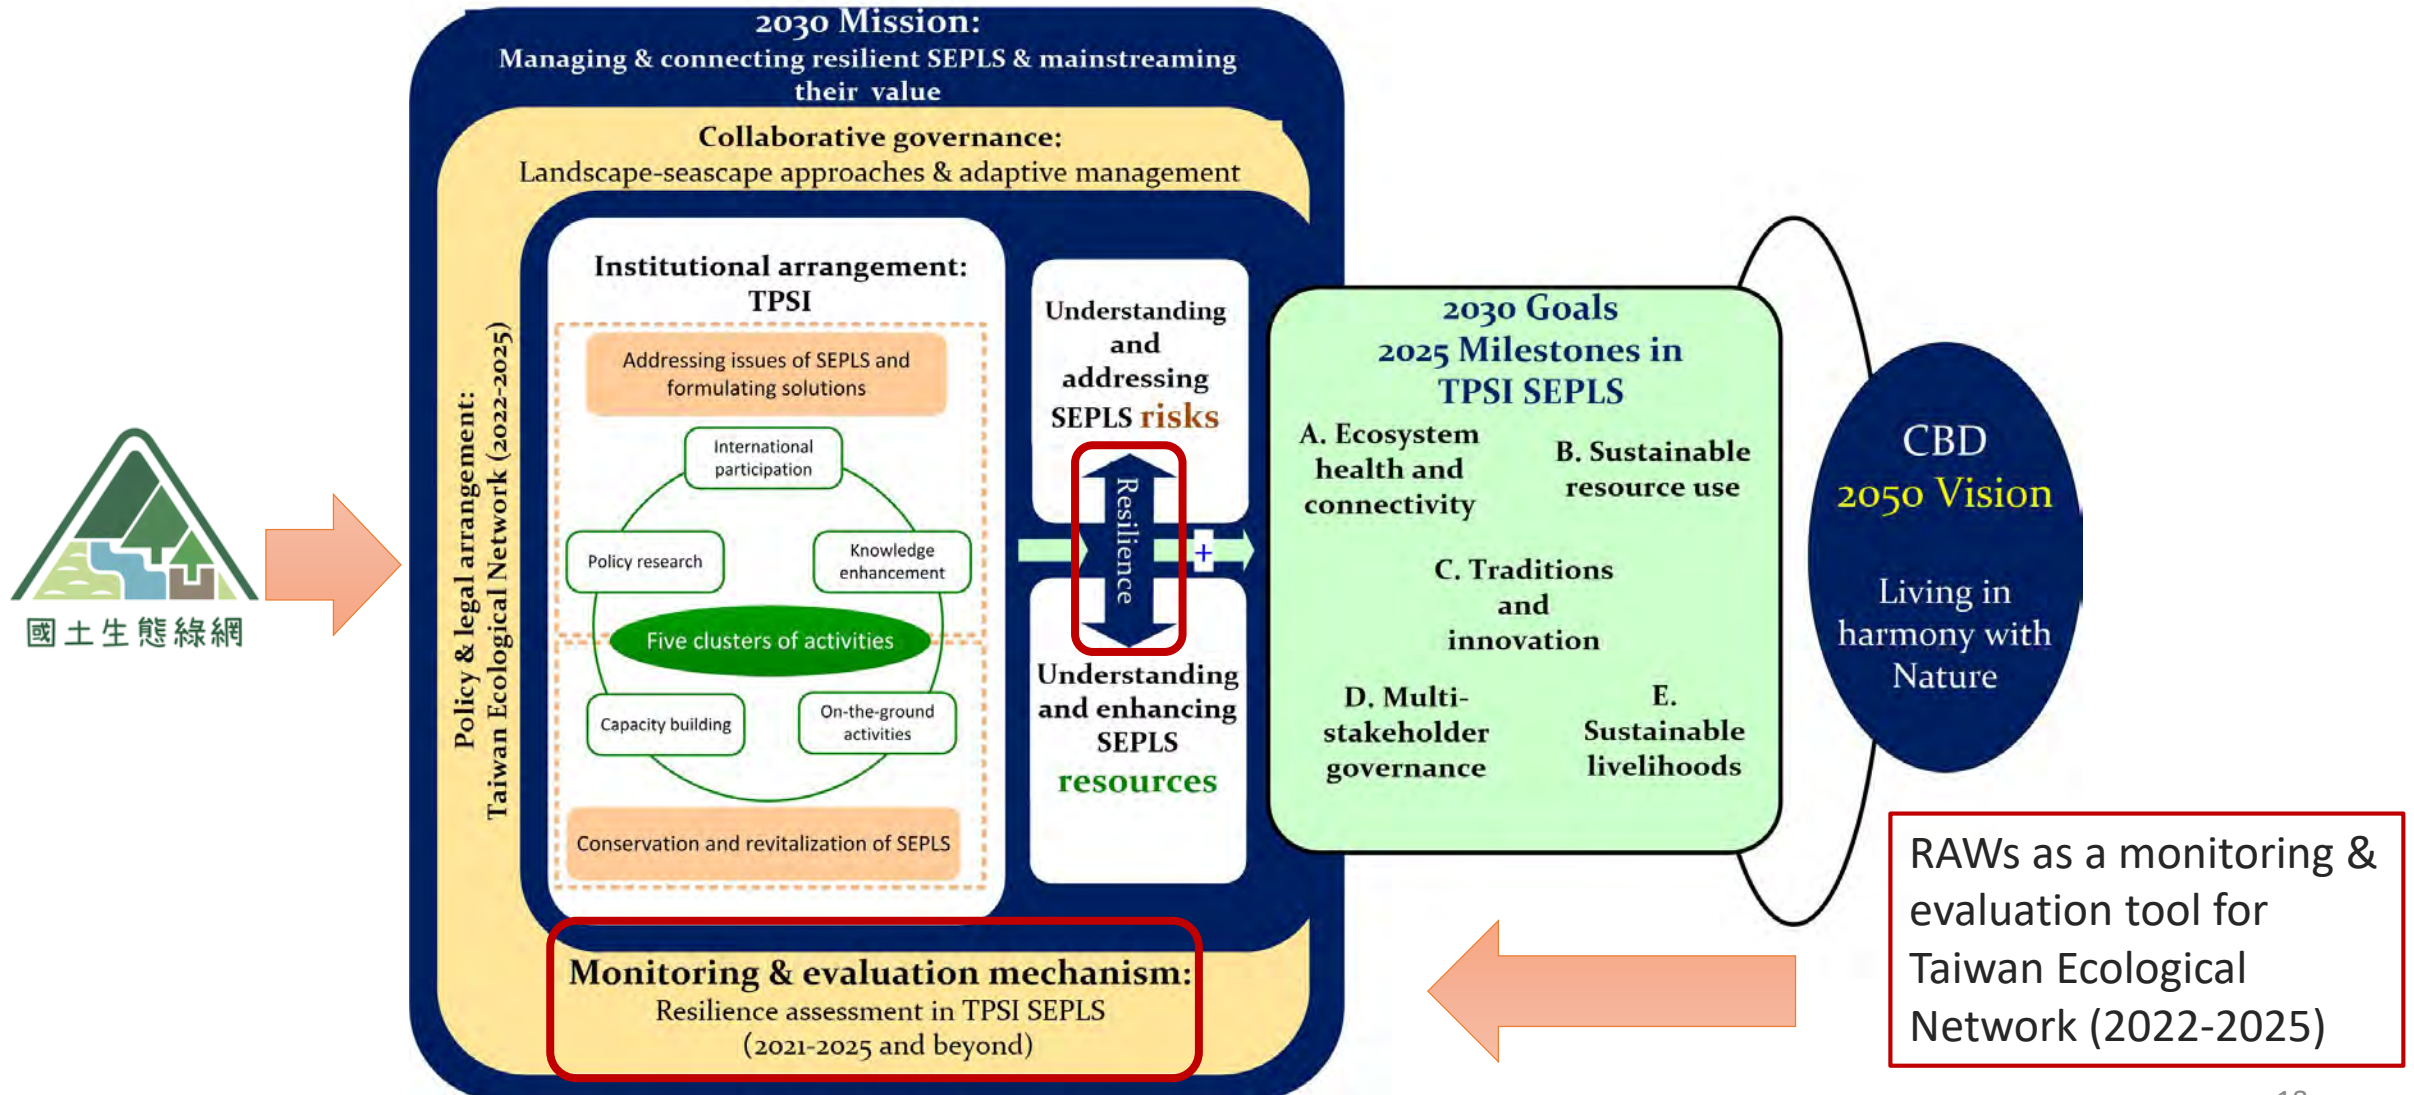 2030 Mission:
Managing & connecting resilient SEPLS & mainstreaming
their value
Collaborative governance:
Landscape-seascape approaches & adaptive management
Policy & legal arrangement:
Taiwan Ecological Network (2022-2025)
Institutional arrangement:
TPSI
Addressing issues of SEPLS and
formulating solutions
International
participation
Policy research
Knowledge
enhancement
Five clusters of activities
Capacity building
On-the-ground
activities
Conservation and revitalization of SEPLS
Understanding
and
addressing
SEPLS risks
Resilience
+
Understanding
and enhancing
SEPLS
resources
Monitoring & evaluation mechanism:
Resilience assessment in TPSI SEPLS
(2021-2025 and beyond)
2030 Goals
2025 Milestones in
TPSI SEPLS
A. Ecosystem
health and
connectivity
B. Sustainable
resource use
C. Traditions
and
innovation
D. Multi-
stakeholder
governance
E.
Sustainable
livelihoods
CBD
2050 Vision
Living in
harmony with
Nature
國土生態綠網
RAWs as a monitoring &
evaluation tool for
Taiwan Ecological
Network (2022-2025)